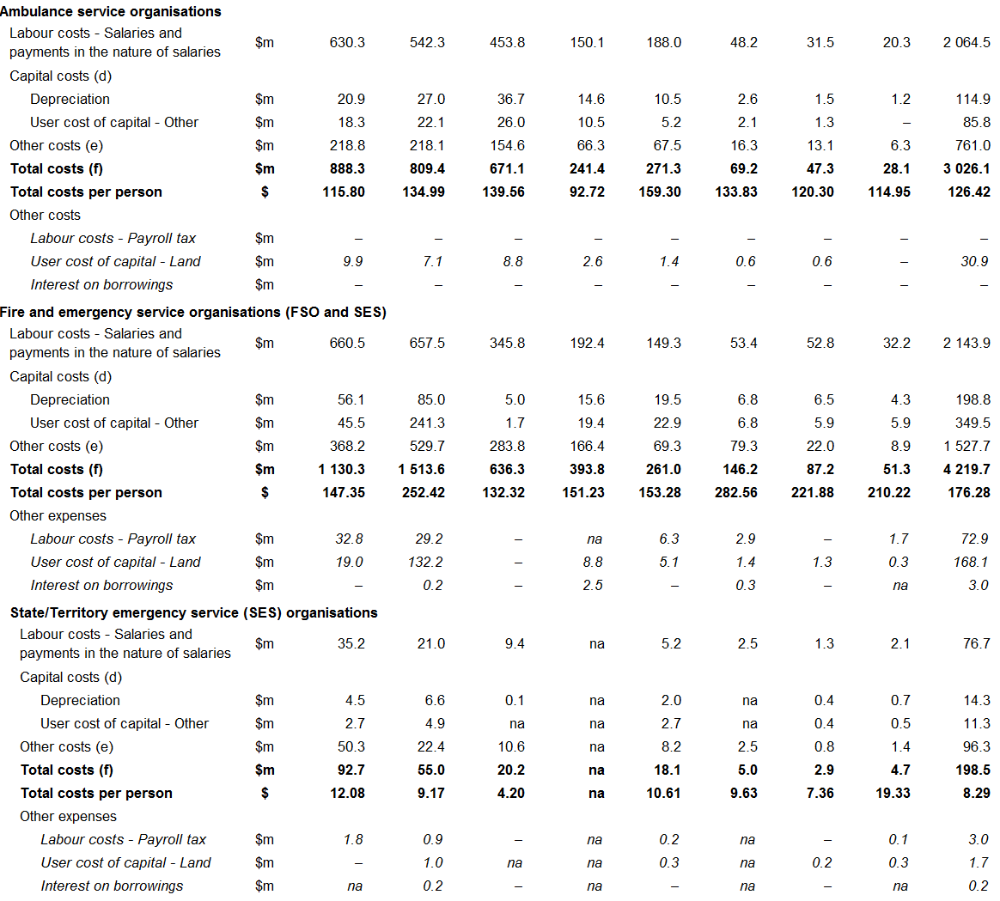 Ambulance service organisations
Labour costs - Salaries and
payments in the nature of salaries $m 630.3 542.3 453.8 150.1 188.0 48.2 31.5 20.3 2 064.5
Capital costs (d)
Depreciation $m 20.9 27.0 36.7 14.6 10.5 2.6 1.5 1.2 114.9
User cost of capital - Other $m 18.3 22.1 26.0 10.5 5.2 2.1 1.3 – 85.8
Other costs (e) $m 218.8 218.1 154.6 66.3 67.5 16.3 13.1 6.3 761.0
Total costs (f) $m 888.3 809.4 671.1 241.4 271.3 69.2 47.3 28.1 3 026.1
Total costs per person $ 115.80 134.99 139.56 92.72 159.30 133.83 120.30 114.95 126.42
Other costs
Labour costs - Payroll tax $m – – – – – – – – –
User cost of capital - Land $m 9.9 7.1 8.8 2.6 1.4 0.6 0.6 – 30.9
Interest on borrowings $m – – – – – – – – –
Fire and emergency service organisations (FSO and SES)
Labour costs - Salaries and
payments in the nature of salaries $m 660.5 657.5 345.8 192.4 149.3 53.4 52.8 32.2 2 143.9
Capital costs (d)
Depreciation $m 56.1 85.0 5.0 15.6 19.5 6.8 6.5 4.3 198.8
User cost of capital - Other $m 45.5 241.3 1.7 19.4 22.9 6.8 5.9 5.9 349.5
Other costs (e) $m 368.2 529.7 283.8 166.4 69.3 79.3 22.0 8.9 1 527.7
Total costs (f) $m 1 130.3 1 513.6 636.3 393.8 261.0 146.2 87.2 51.3 4 219.7
Total costs per person $ 147.35 252.42 132.32 151.23 153.28 282.56 221.88 210.22 176.28
Other expenses
Labour costs - Payroll tax $m 32.8 29.2 – na 6.3 2.9 – 1.7 72.9
User cost of capital - Land $m 19.0 132.2 – 8.8 5.1 1.4 1.3 0.3 168.1
Interest on borrowings $m – 0.2 – 2.5 – 0.3 – na 3.0
State/Territory emergency service (SES) organisations
Labour costs - Salaries and
payments in the nature of salaries $m 35.2 21.0 9.4 na 5.2 2.5 1.3 2.1 76.7
Capital costs (d)
Depreciation $m 4.5 6.6 0.1 na 2.0 na 0.4 0.7 14.3
User cost of capital - Other $m 2.7 4.9 na na 2.7 na 0.4 0.5 11.3
Other costs (e) $m 50.3 22.4 10.6 na 8.2 2.5 0.8 1.4 96.3
Total costs (f) $m 92.7 55.0 20.2 na 18.1 5.0 2.9 4.7 198.5
Total costs per person $ 12.08 9.17 4.20 na 10.61 9.63 7.36 19.33 8.29
Other expenses
Labour costs - Payroll tax $m 1.8 0.9 – na 0.2 na – 0.1 3.0
User cost of capital - Land $m – 1.0 na na 0.3 na 0.2 0.3 1.7
Interest on borrowings $m na 0.2 – na – na – na 0.2